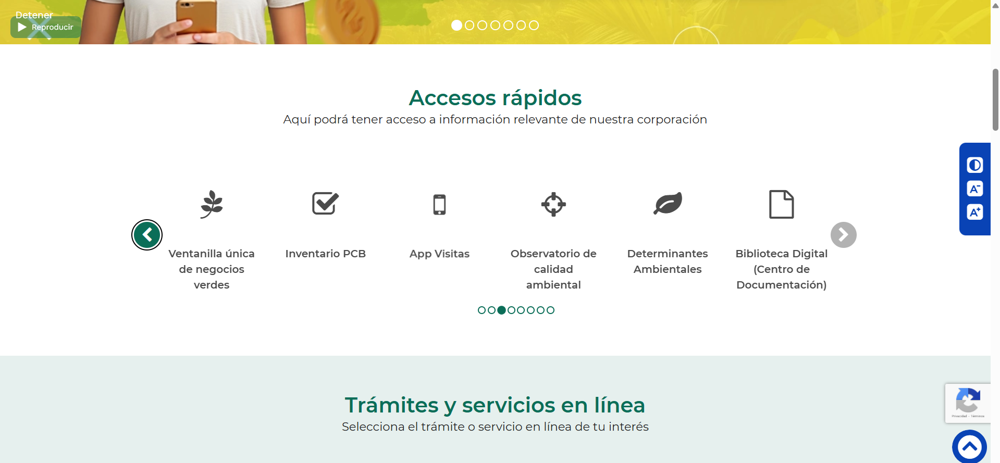 Detener
Reproducir
Accesos rápidos
Aquí podrá tener acceso a información relevante de nuestra corporación
Ventanilla única
de negocios
verdes
Inventario PCB
App Visitas
Observatorio de
calidad
ambiental
Determinantes
Ambientales
Biblioteca Digital
(Centro de
Documentación)
A-
A+
Trámites y servicios en línea
Selecciona el trámite o servicio en línea de tu interés
Privacidad - Términos